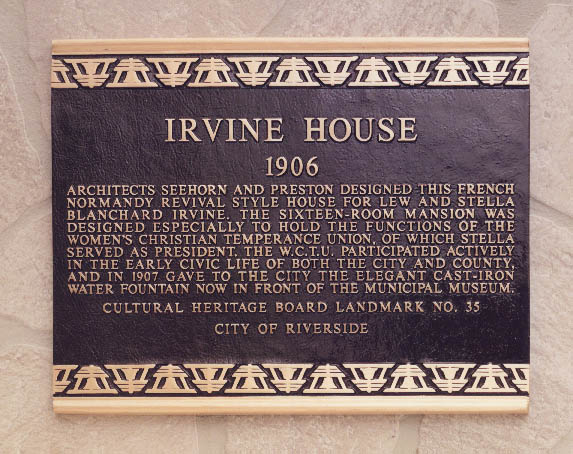 IRVINE HOUSE
1906
ARCHITECTS SEEHORN AND PRESTON DESIGNED THIS FRENCH
NORMANDY REVIVAL STYLE HOUSE FOR LEW AND STELLA
BLANCHARD IRVINE. THE SIXTEEN-ROOM MANSION WAS
DESIGNED ESPECIALLY TO HOLD THE FUNCTIONS OF THE
WOMEN'S CHRISTIAN TEMPERANCE UNION, OF WHICH STELLA
SERVED AS PRESIDENT. THE W.C.T.U. PARTICIPATED ACTIVELY
IN THE EARLY CIVIC LIFE OF BOTH THE CITY AND COUNTY,
AND IN 1907 GAVE TO THE CITY THE ELEGANT CAST-IRON
WATER FOUNTAIN NOW IN FRONT OF THE MUNICIPAL MUSEUM.
CULTURAL HERITAGE BOARD LANDMARK NO. 35
CITY OF RIVERSIDE